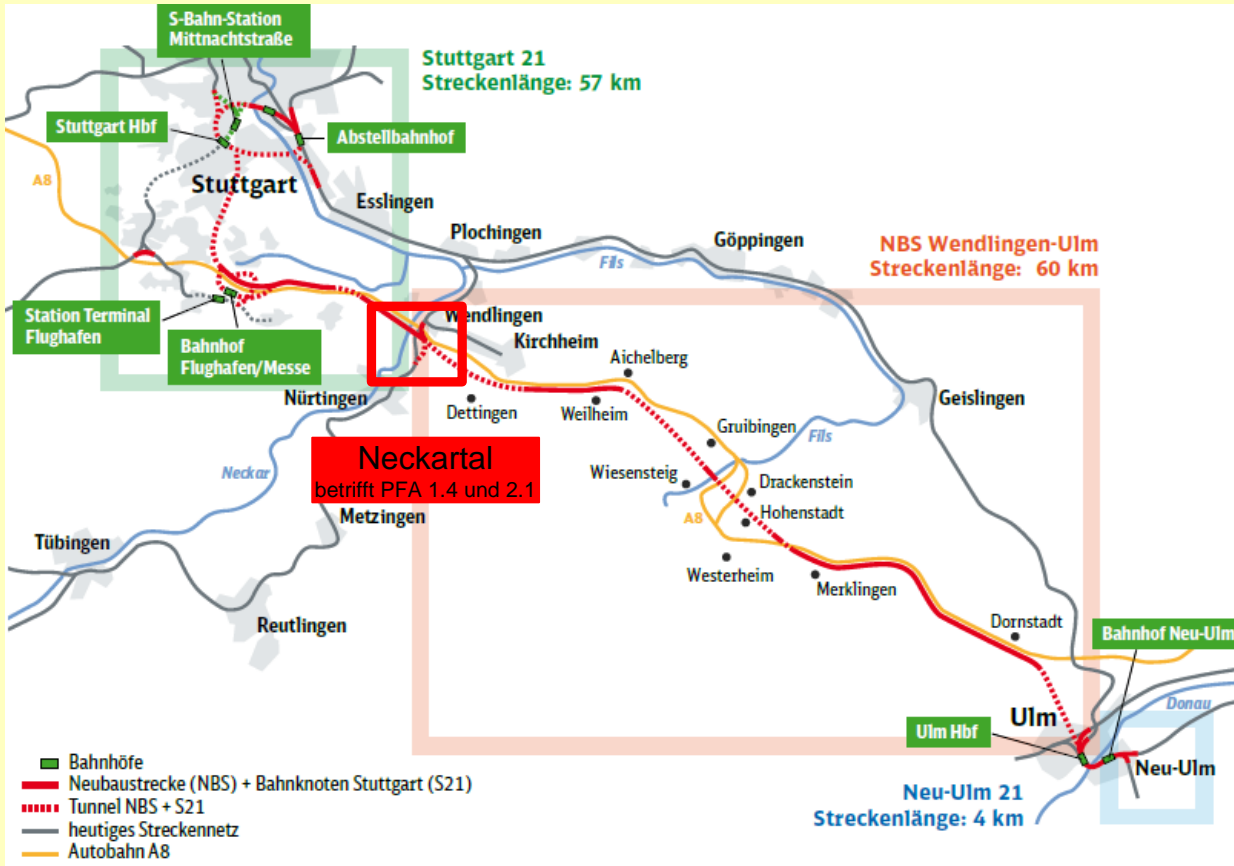 S-Bahn-Station
Mittnachtstraße
Stuttgart 21
Streckenlänge: 57 km
Stuttgart Hbf
Abstellbahnhof
A8
Stuttgart
Esslingen
Plochingen
Göppingen
NBS Wendlingen-Ulm
Streckenlänge: 60 km
Fils
Station Terminal
Flughafen
Bahnhof
Flughafen/Messe
Wendlingen
Kirchheim
Aichelberg
Nürtingen
Dettingen
Weilheim
Geislingen
Gruibingen
Fils
Neckartal
betrifft PFA 1.4 und 2.1
Neckar
Wiesensteig
Drackenstein
A8
Hohenstadt
Metzingen
Tübingen
Westerheim
Merklingen
Reutlingen
Dornstadt
Bahnhof Neu-Ulm
Donau
Ulm
Ulm Hbf
Neu-Ulm
Neu-Ulm 21
Streckenlänge: 4 km
Bahnhöfe
Neubaustrecke (NBS) + Bahnknoten Stuttgart (S21)
Tunnel NBS + S21
heutiges Streckennetz
Autobahn A8